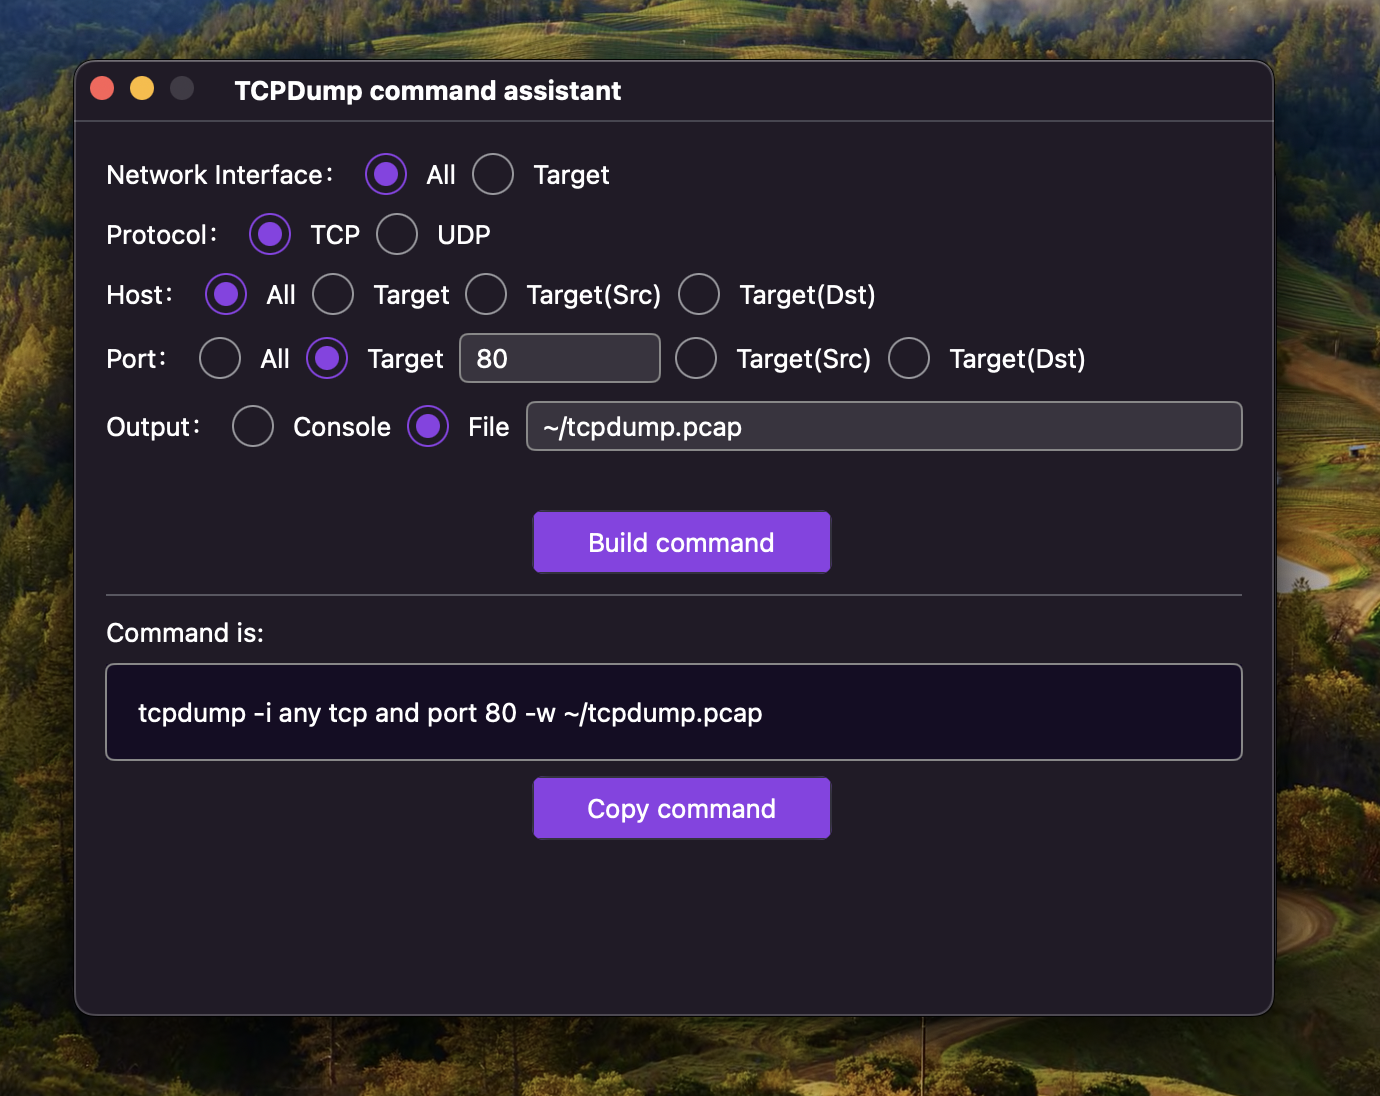 TCPDump command assistant
Network Interface： All Target
Protocol： TCP UDP
Host： All Target Target(Src) Target(Dst)
Port： All Target 80 Target(Src) Target(Dst)
Output： Console File ~/tcpdump.pcap
Build command
Command is:
tcpdump -i any tcp and port 80 -w ~/tcpdump.pcap
Copy command